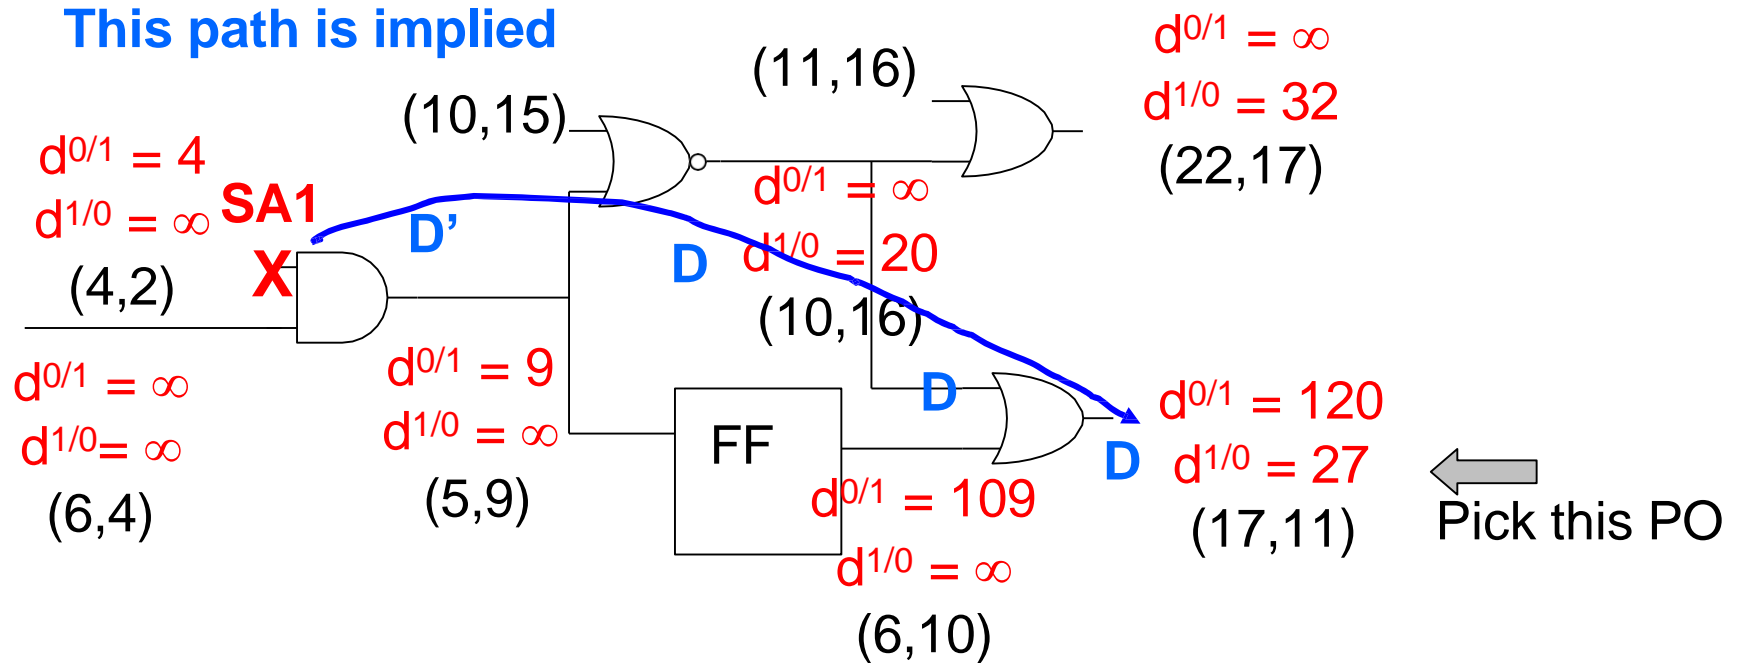 This path is implied
d0/1 = ∞
(11,16)
d1/0 = 32
(10,15)
(22,17)
d0/1 = 4
d1/0 = ∞
SA1
d0/1 = ∞
D’
D
d1/0 = 20
X
(4,2)
(10,16)
d0/1 = ∞
d1/0= ∞
(6,4)
d0/1 = 9
d1/0 = ∞
(5,9)
FF
D
D
d0/1 = 120
d1/0 = 27
(17,11)
Pick this PO
d0/1 = 109
d1/0 = ∞
(6,10)